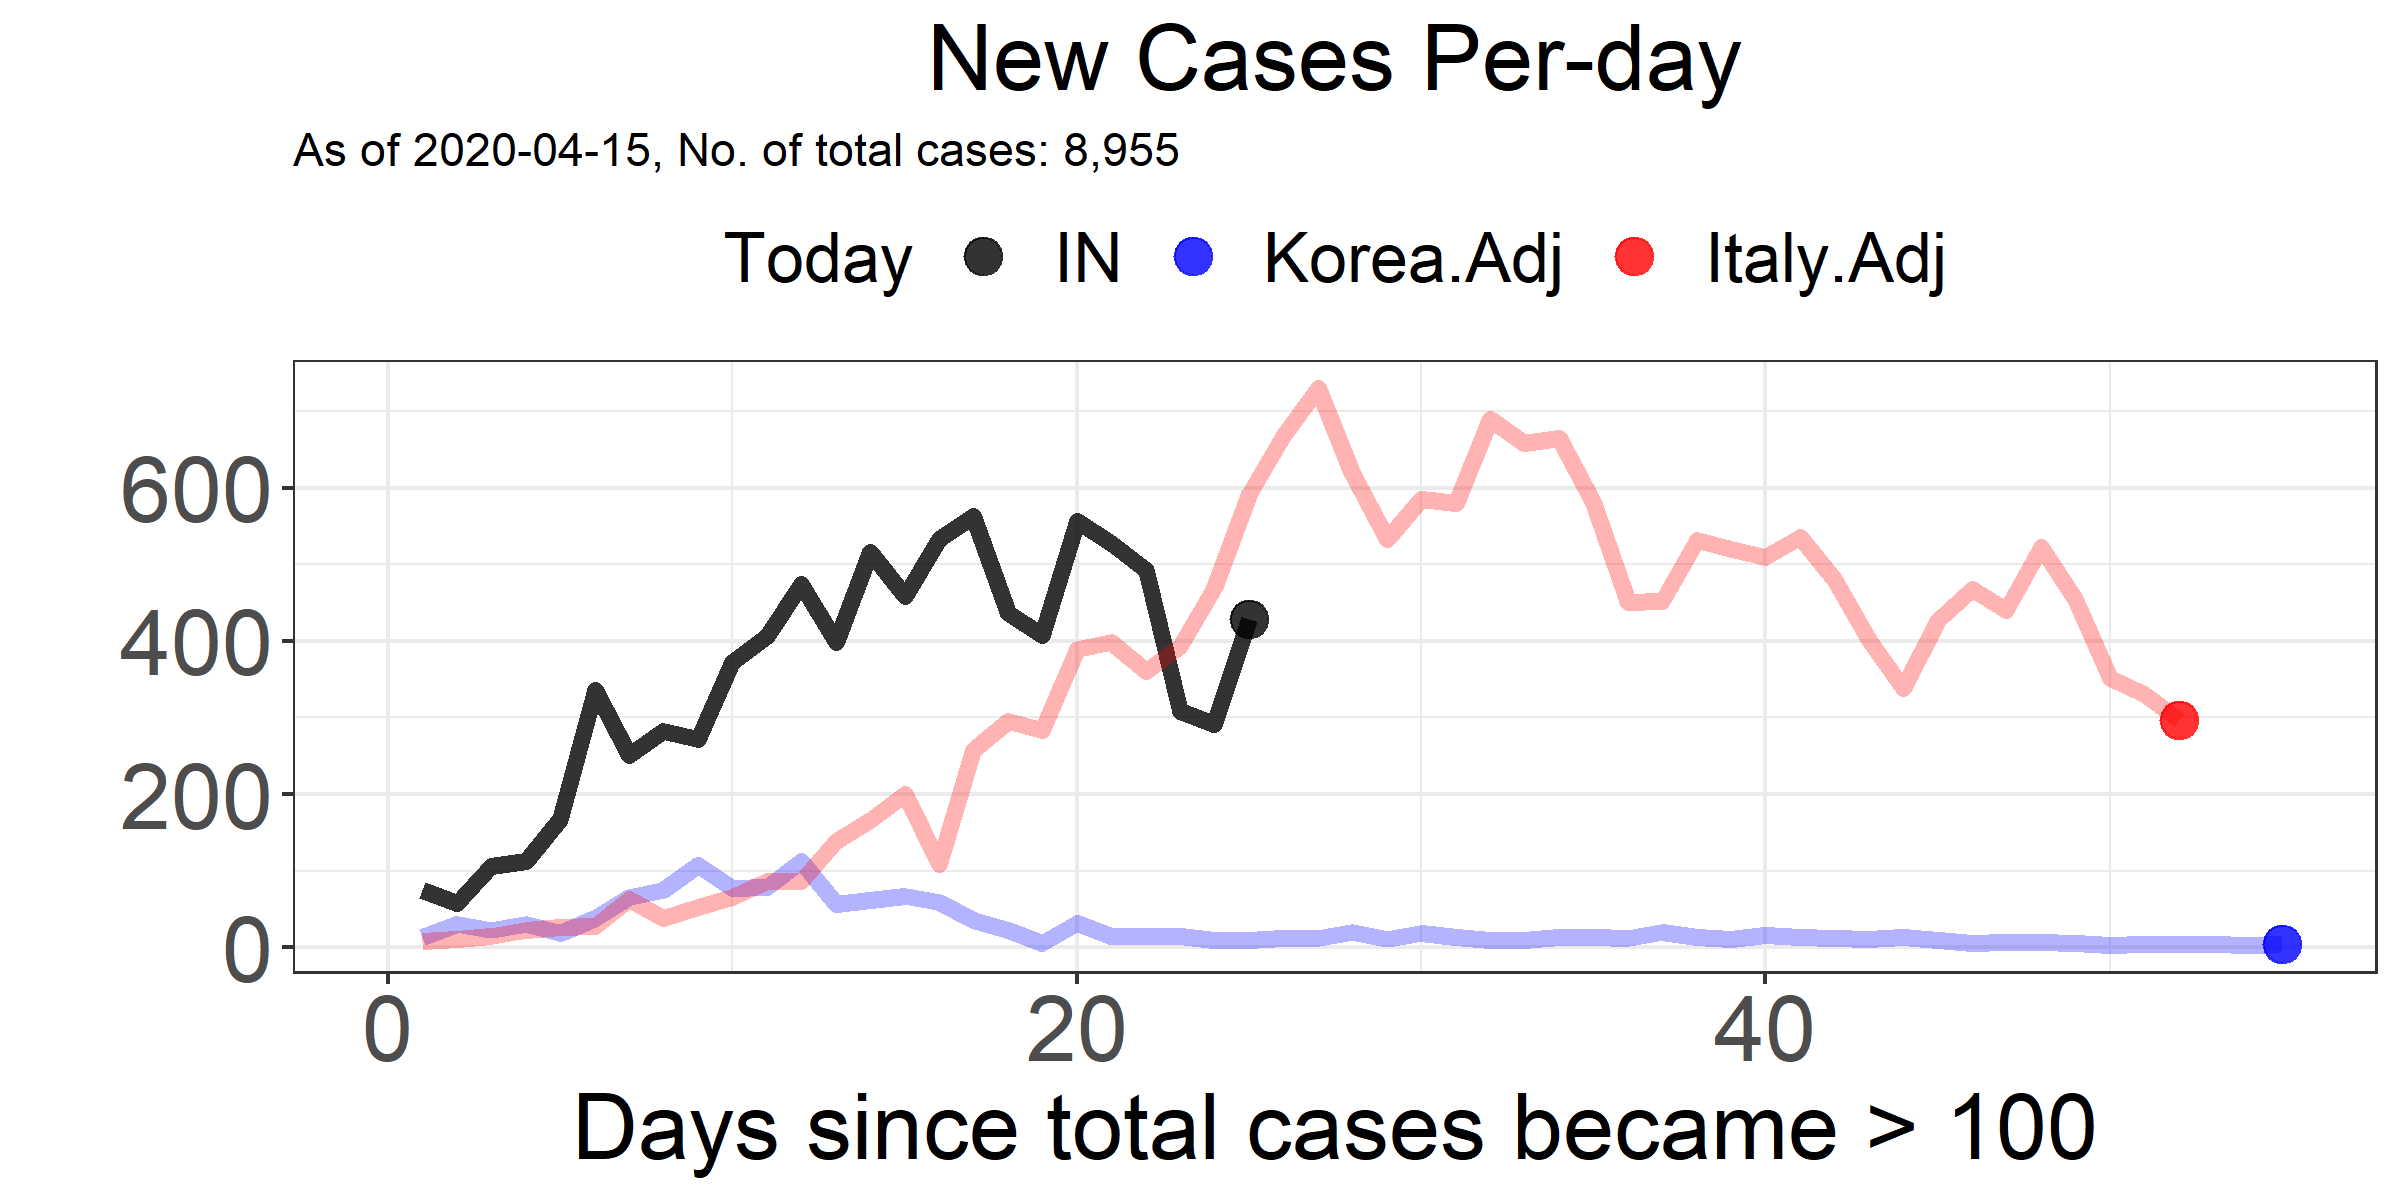 New Cases Per-day
As of 2020-04-15, No. of total cases: 8,955
Today IN Korea.Adj Italy.Adj
600
400
200
0
0 20 40
Days since total cases became > 100